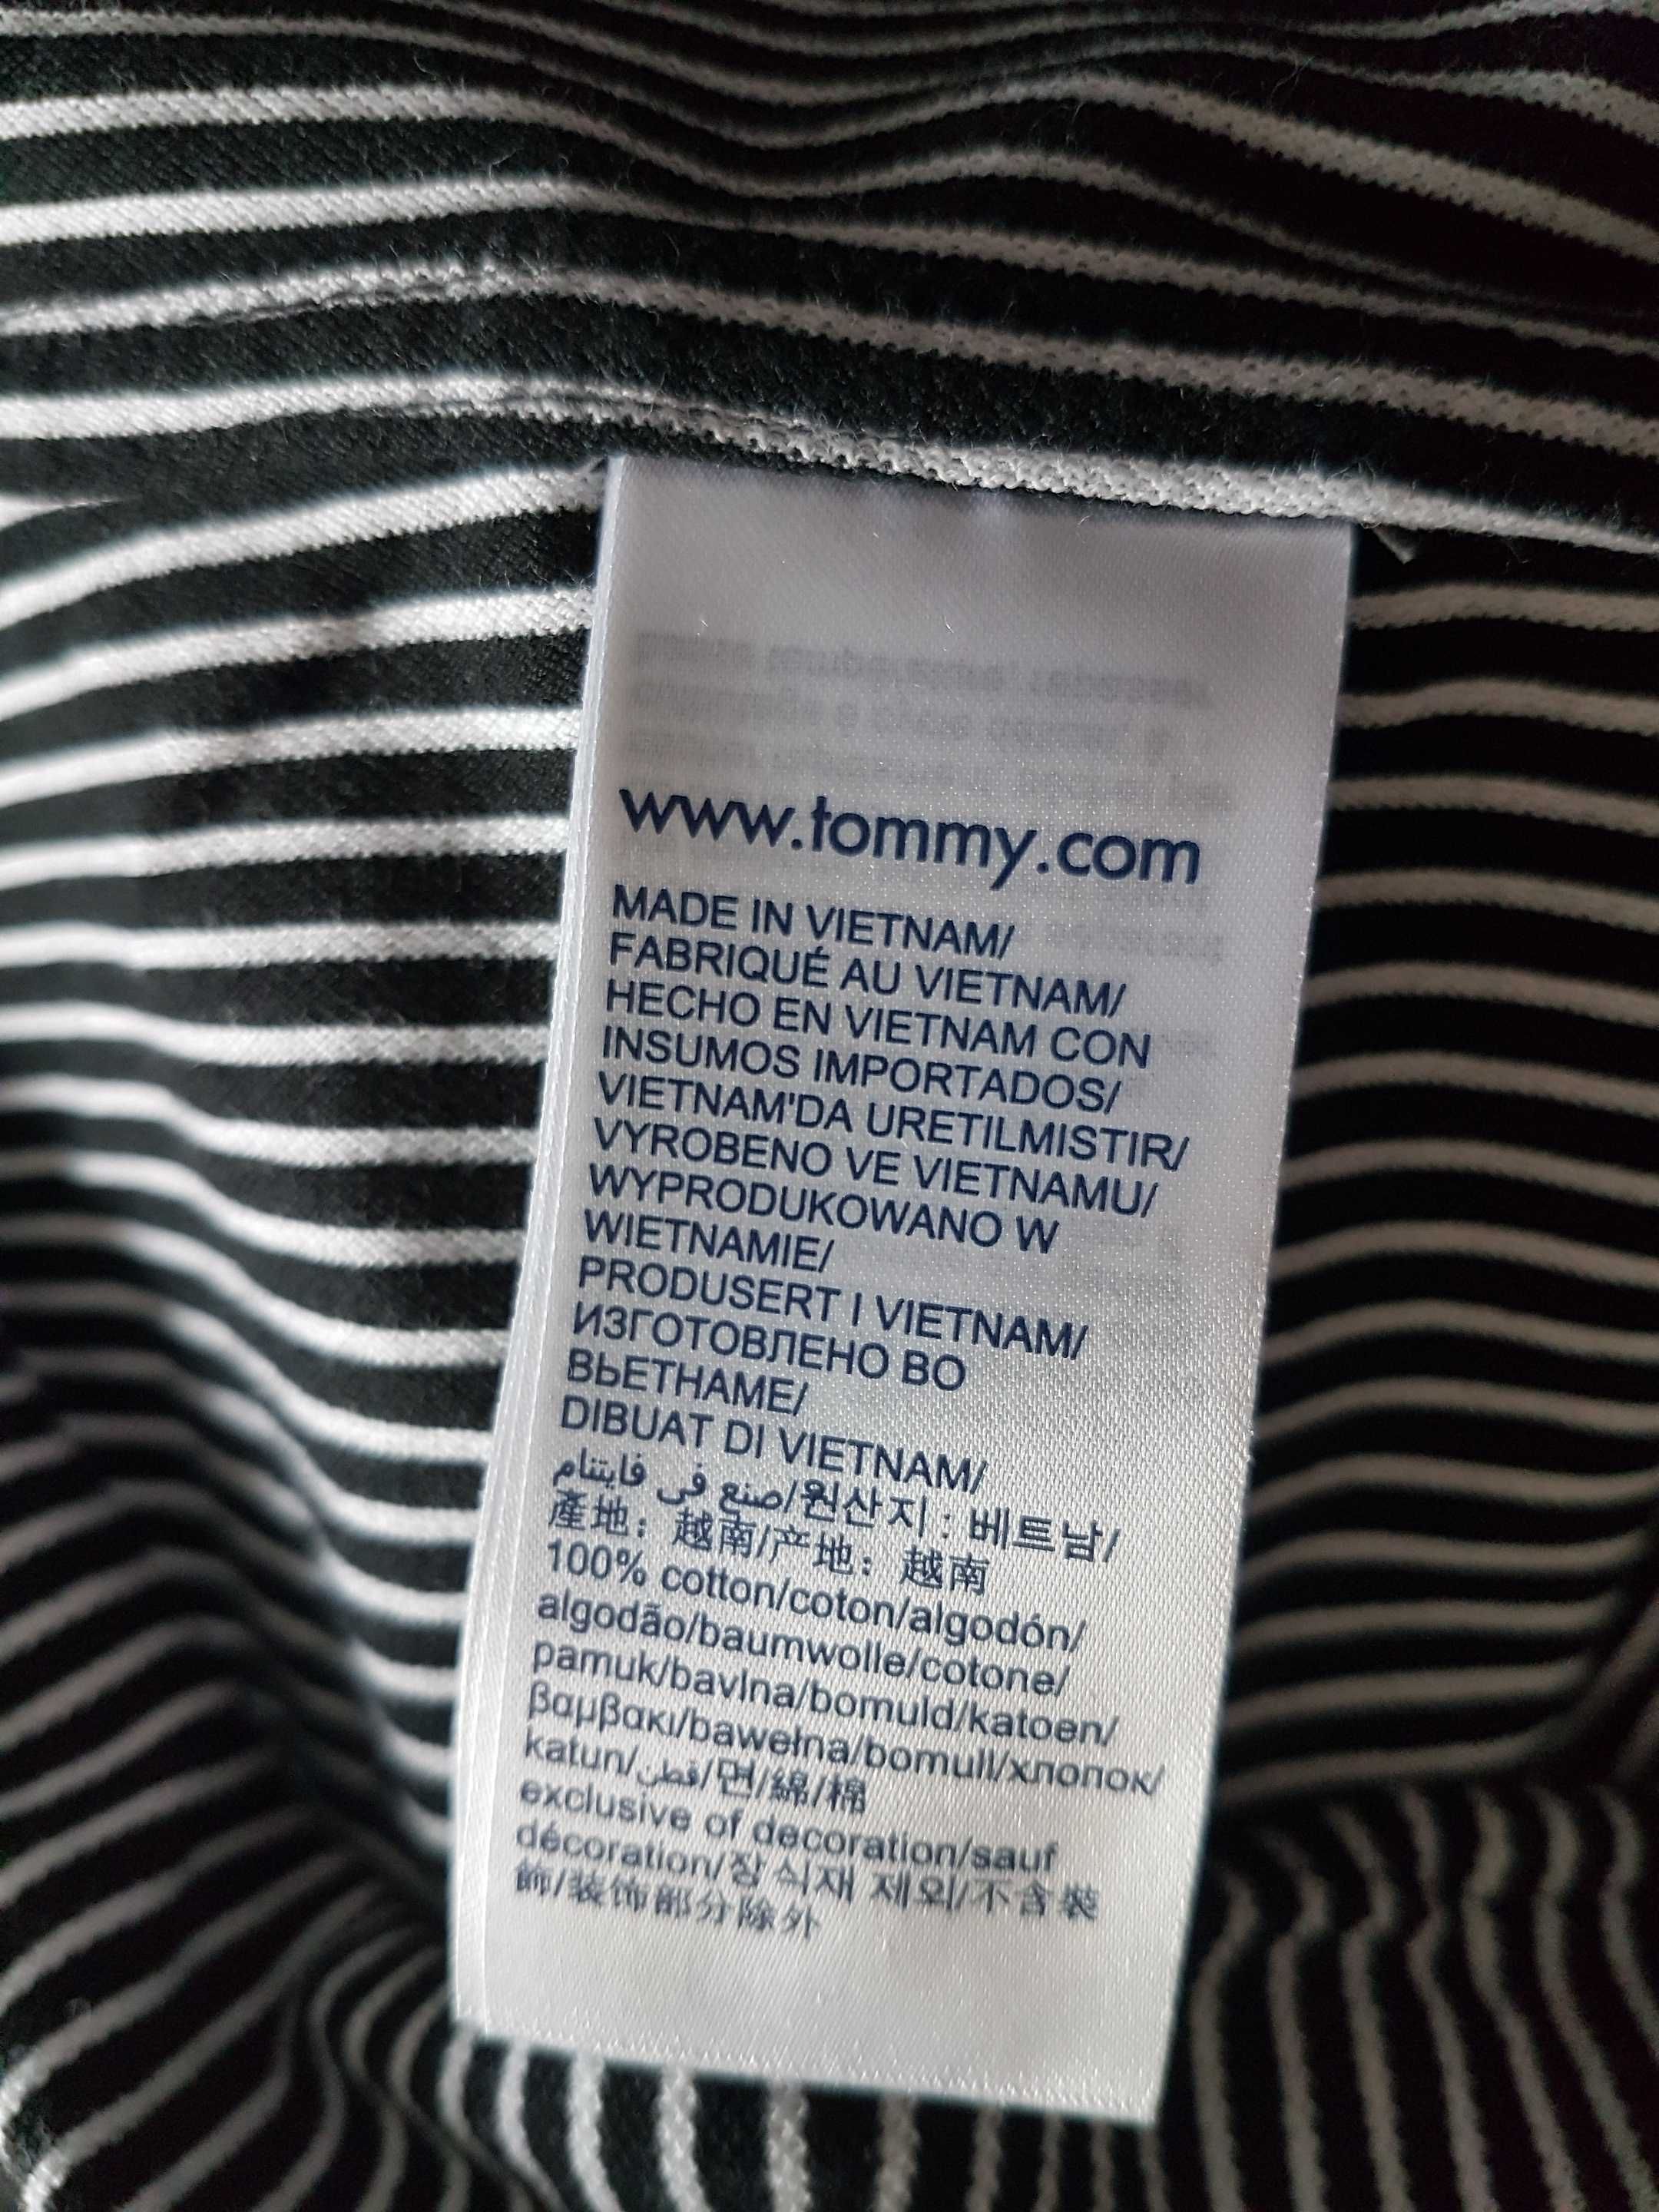 www.tommy.com
MADE IN VIETNAM/
FABRIQUÉ AU VIETNAM/
HECHO EN VIETNAM CON
INSUMOS IMPORTADOS/
VIETNAM'DA URETILMISTIR/
VYROBENO VE VIETNAMU/
WYPRODUKOWANO W
WIETNAMIE/
PRODUSERT I VIETNAM/
ИЗГОТОВЛЕНО ВО
ВЬЕТНАМЕ/
DIBUAT DI VIETNAM/
صنع في فايتنام/원산지 : 베트남/
產地：越南/产地：越南
100% cotton/coton/algodón/
algodão/baumwolle/cotone/
pamuk/bavlna/bomuld/katoen/
βαμβακι/bawełna/bomull/хлопок/
katun/قطن/면/綿/棉
exclusive of decoration/sauf
décoration/장식재 제외/不含裝
飾/装饰部分除外